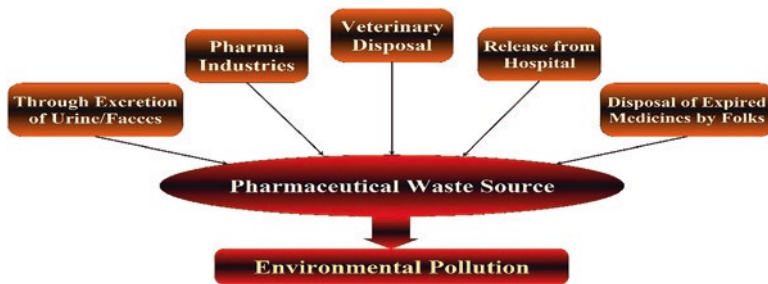 Through Excretion
of Urine/Faeces
Pharma
Industries
Veterinary
Disposal
Release from
Hospital
Disposal of Expired
Medicines by Folks
Pharmaceutical Waste Source
Environmental Pollution